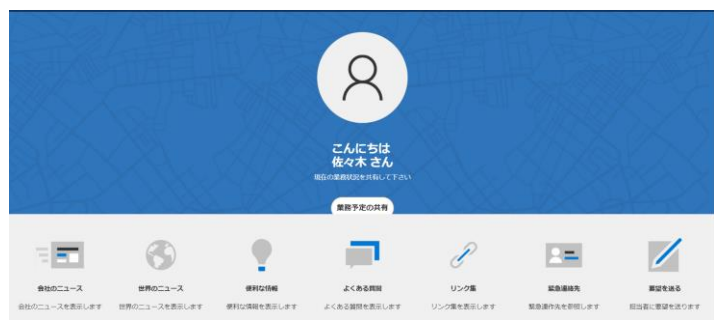 こんにちは
佐々木 さん
現在の業務状況を共有して下さい
業務予定の共有
会社のニュース
世界のニュース
便利な情報
よくある質問
リンク集
緊急連絡先
要望を送る
会社のニュースを表示します
世界のニュースを表示します
便利な情報を表示します
よくある質問を表示します
リンク集を表示します
緊急連絡先を参照します
担当者に要望を送ります